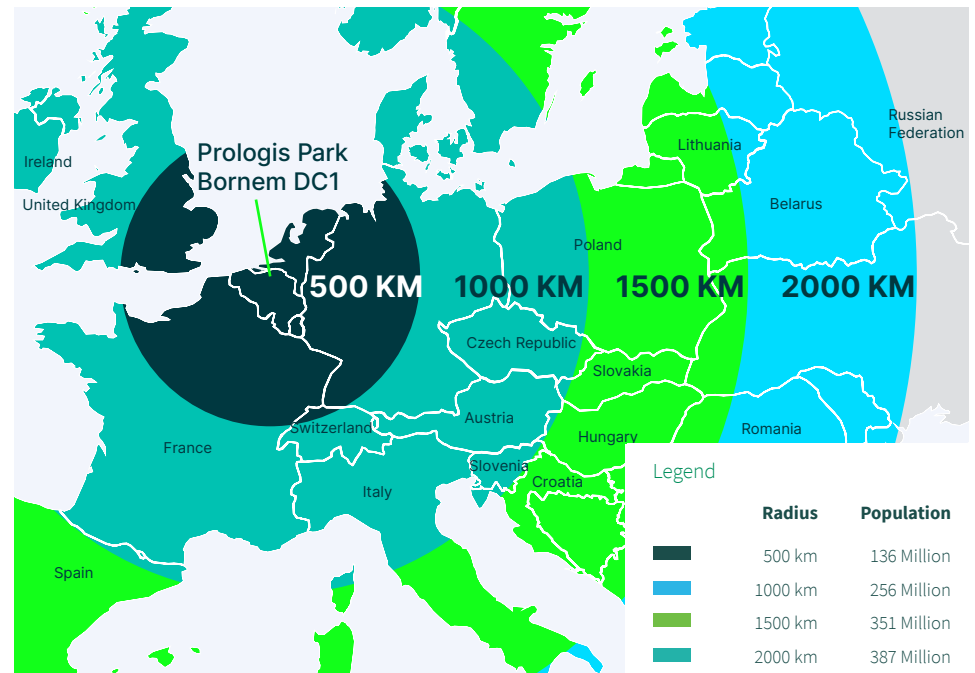 Prologis Park
Bornem DC1
Ireland
United Kingdom
Russian
Federation
Lithuania
Belarus
Poland
500 KM
1000 KM
1500 KM
2000 KM
Czech Republic
Slovakia
Austria
Switzerland
France
Hungary
Romania
Slovenia
Croatia
Italy
Spain
Legend
Radius Population
500 km 136 Million
1000 km 256 Million
1500 km 351 Million
2000 km 387 Million